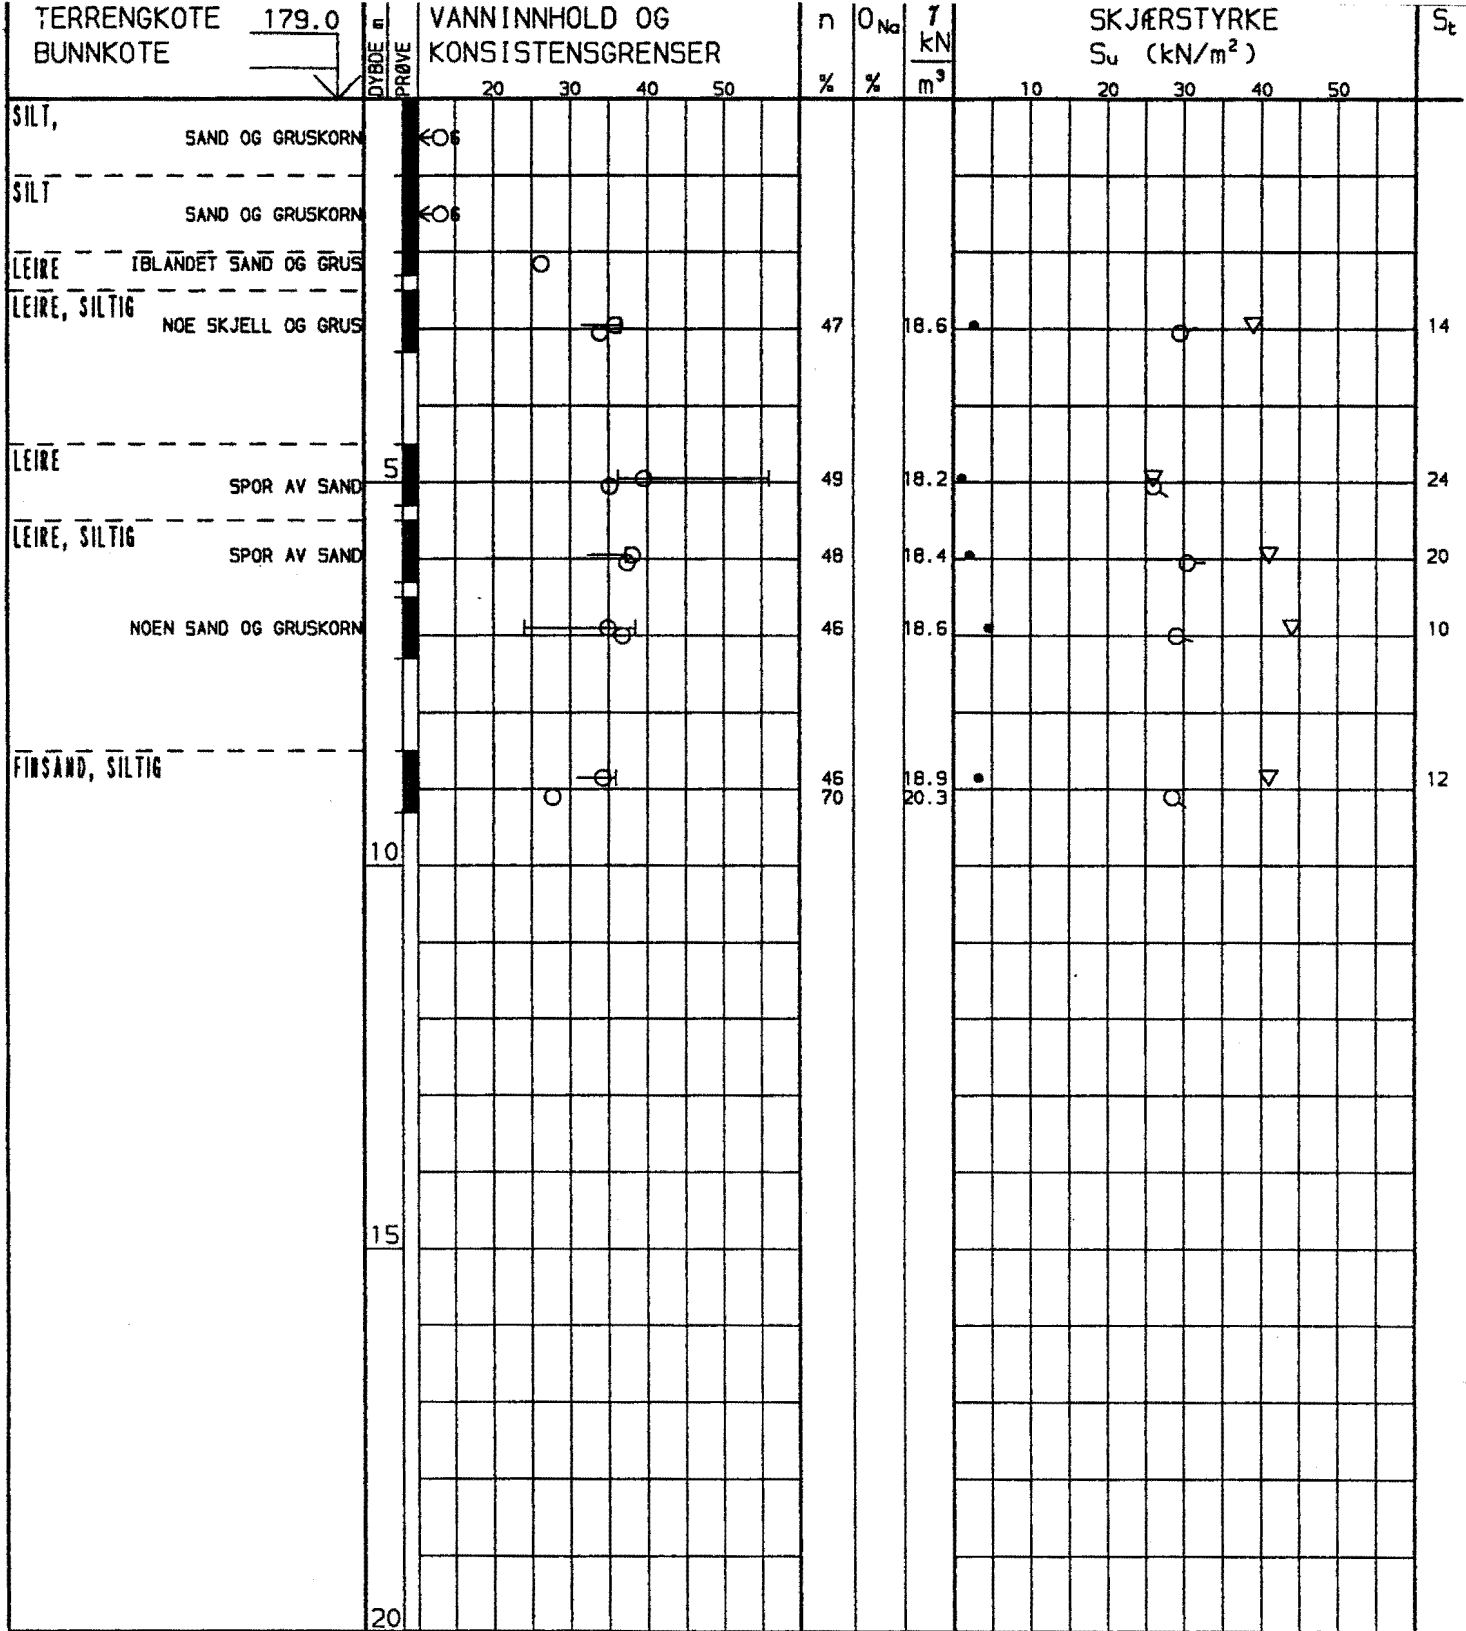 TERRENGKOTE 179.0
BUNNKOTE
DYBDE m
PRØVE
VANNINNHOLD OG
KONSISTENSGRENSER
20 30 40 50
n
%
O Na
%
γ
kN
m³
SKJÆRSTYRKE
Su (kN/m²)
10 20 30 40 50
St
SILT,
SAND OG GRUSKORN 6
SILT
SAND OG GRUSKORN 6
LEIRE IBLANDET SAND OG GRUS
LEIRE, SILTIG
NOE SKJELL OG GRUS 47 18.6 14
LEIRE
5
SPOR AV SAND 49 18.2 24
LEIRE, SILTIG
SPOR AV SAND 48 18.4 20
NOEN SAND OG GRUSKORN 46 18.6 10
FINSAND, SILTIG
46 18.9 12
70 20.3
10
15
20